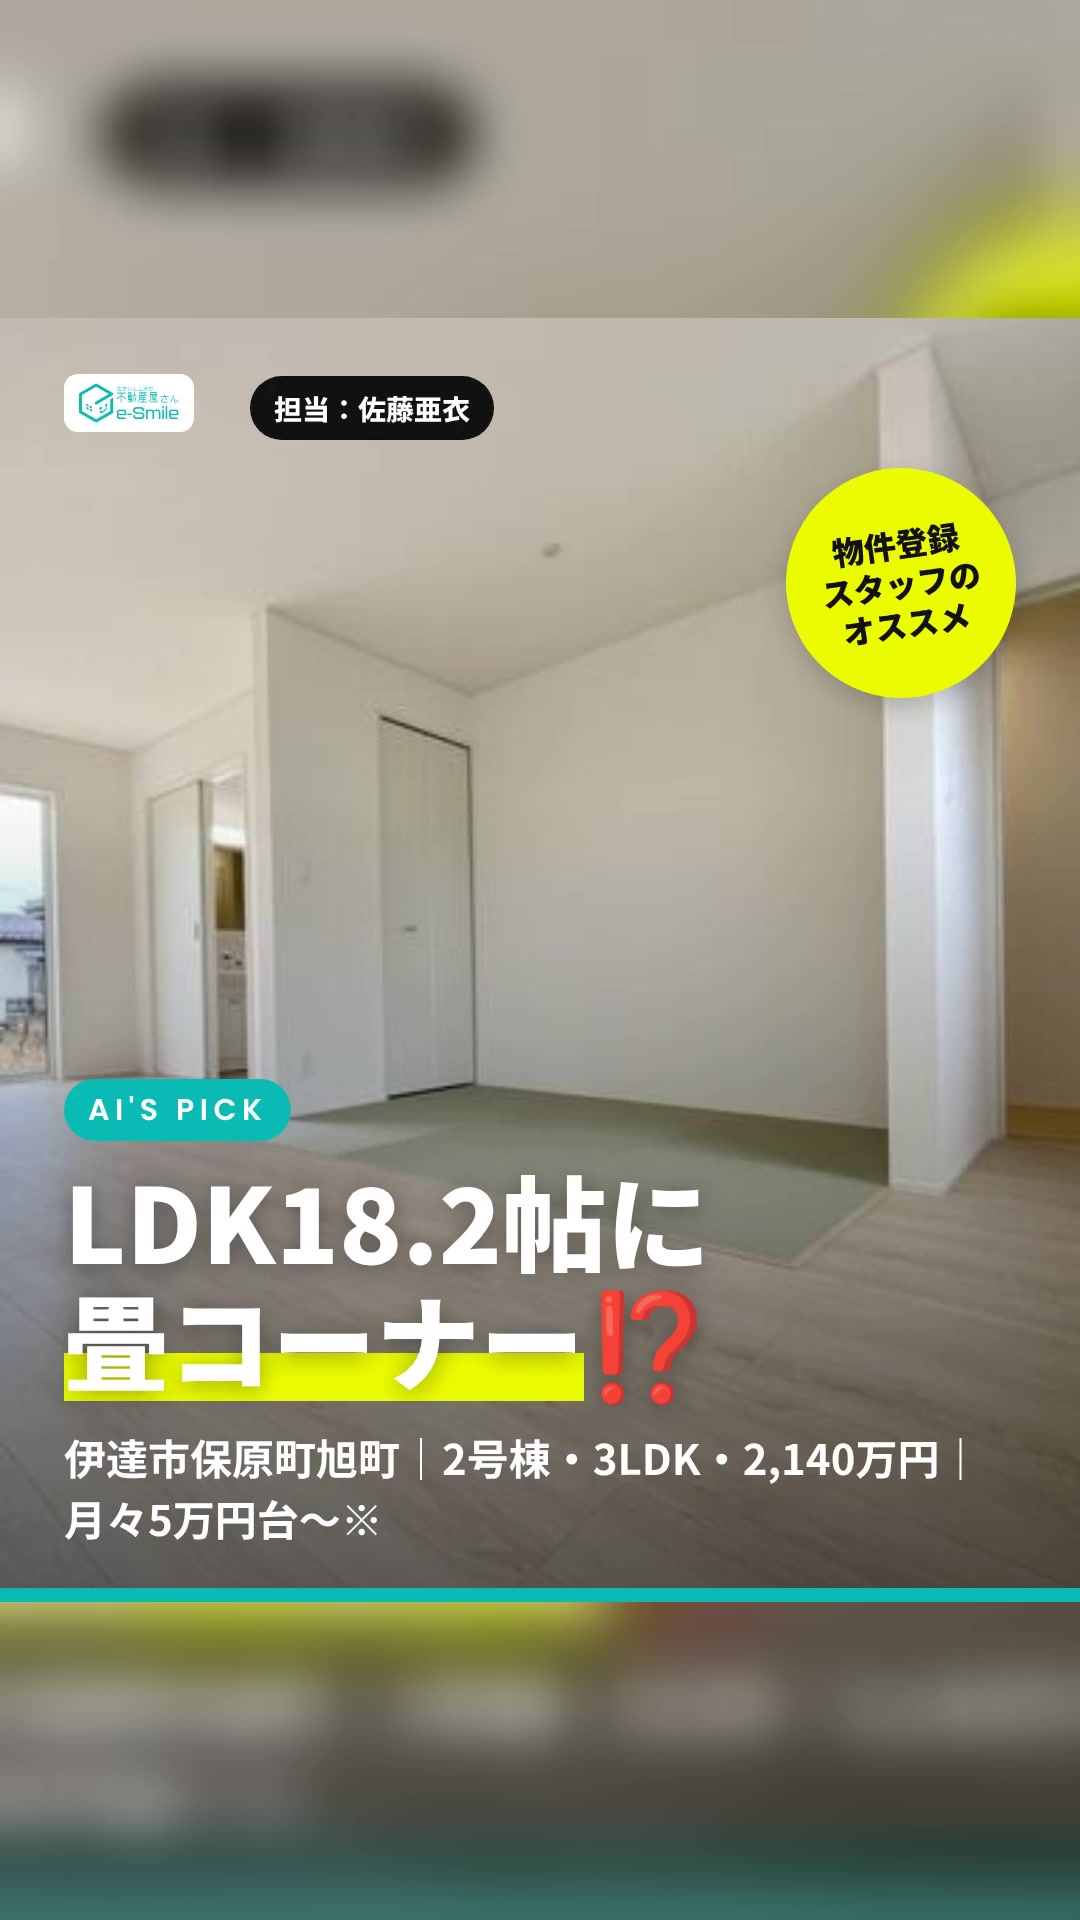 不動産屋さん
e-Smile
担当：佐藤亜衣
物件登録
スタッフの
オススメ
AI'S PICK
LDK18.2帖に
畳コーナー⁉️
伊達市保原町旭町｜2号棟・3LDK・2,140万円｜
月々5万円台～※